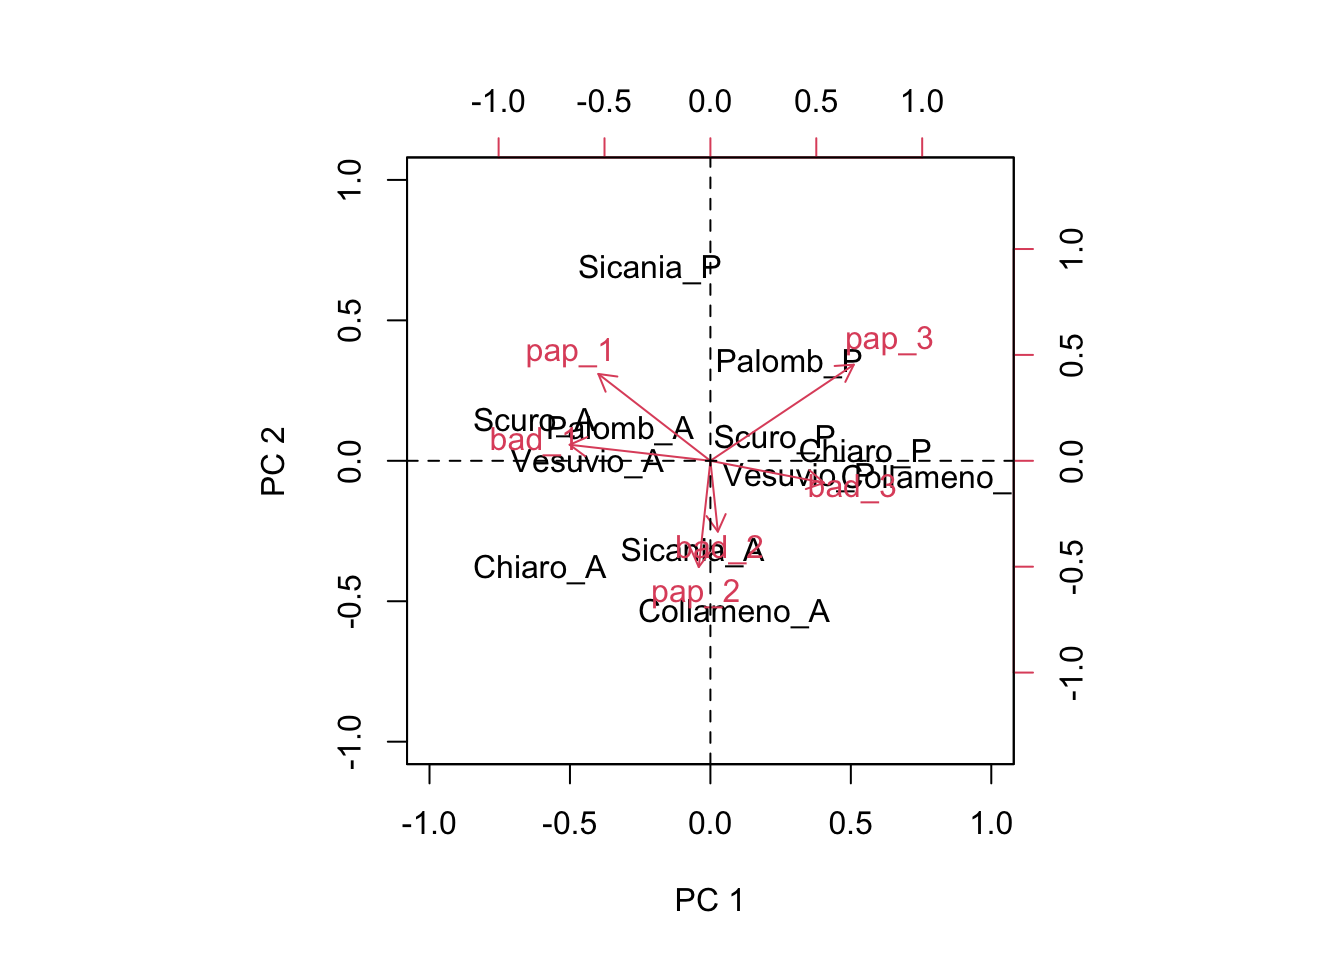 -1.0 -0.5 0.0 0.5 1.0
1.0
0.5
0.0
-0.5
-1.0
PC 2
Sicania_P
pap_1
pap_3
Palomb_P
Scuro_A
Palomb_A
bad_1
Scuro_P
Chiaro_P
Vesuvio_A
Vesuvio_P
Collameno_
bad_3
Sicania_A
bad_2
Chiaro_A
pap_2
Collameno_A
1.0
0.5
0.0
-0.5
-1.0
-1.0 -0.5 0.0 0.5 1.0
PC 1